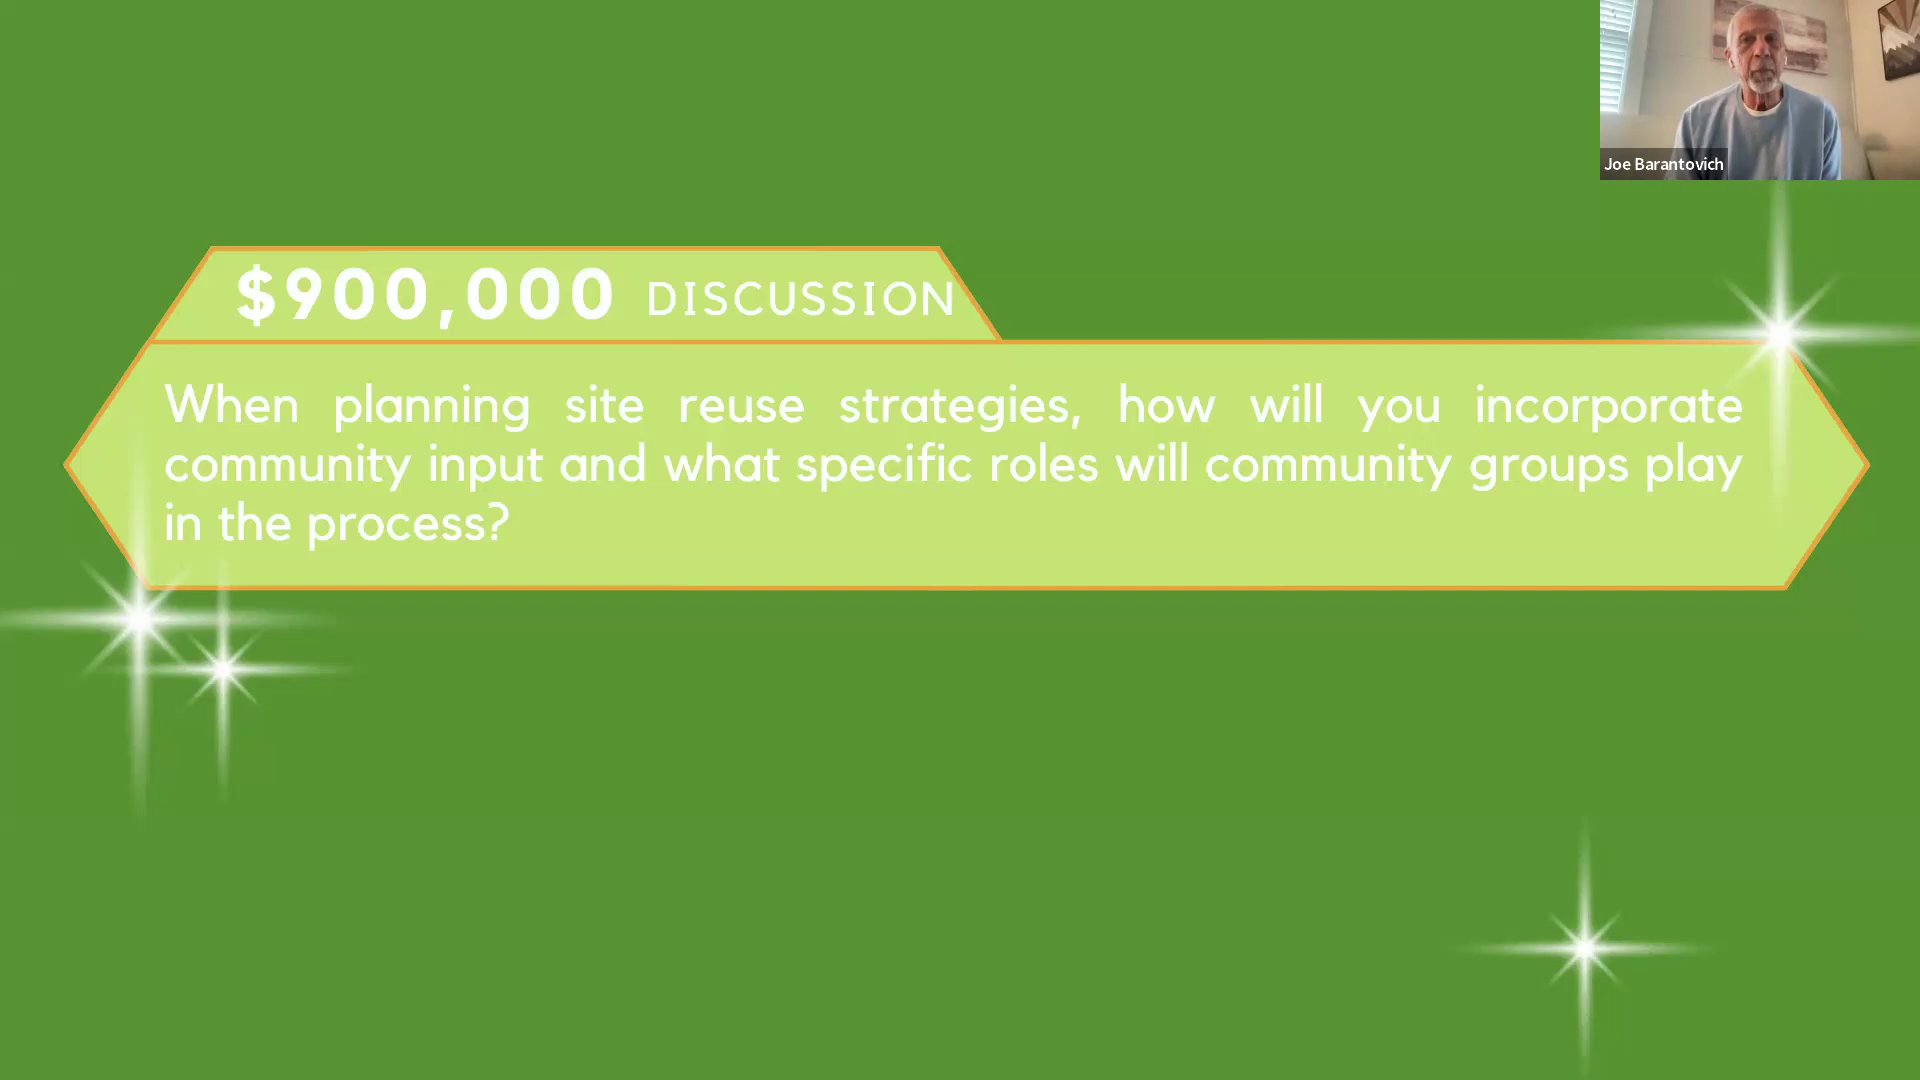 Joe Barantovich
$900,000 DISCUSSION
When planning site reuse strategies, how will you incorporate
community input and what specific roles will community groups play
in the process?